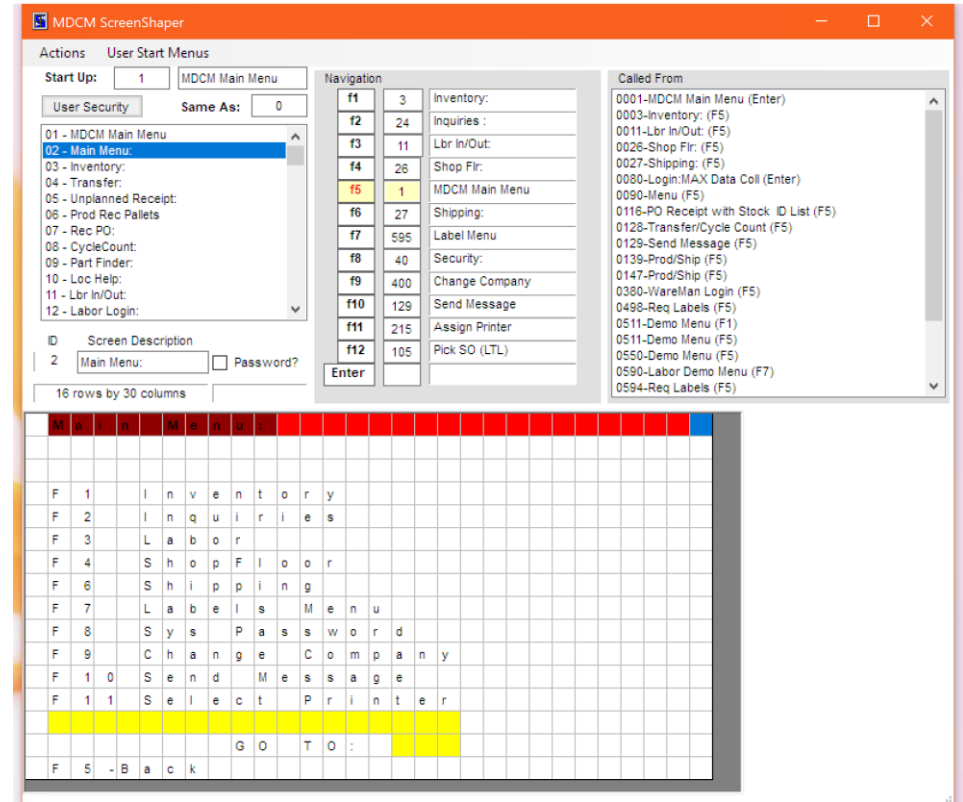 MDCM ScreenShaper
Actions User Start Menus
Start Up: 1 MDCM Main Menu
User Security Same As: 0
01 - MDCM Main Menu
02 - Main Menu:
03 - Inventory:
04 - Transfer:
05 - Unplanned Receipt:
06 - Prod Rec Pallets
07 - Rec PO:
08 - CycleCount:
09 - Part Finder:
10 - Loc Help:
11 - Lbr In/Out:
12 - Labor Login:
ID Screen Description
2 Main Menu: Password?
16 rows by 30 columns
Navigation
f1 3 Inventory:
f2 24 Inquiries :
f3 11 Lbr In/Out:
f4 26 Shop Flr:
f5 1 MDCM Main Menu
f6 27 Shipping:
f7 595 Label Menu
f8 40 Security:
f9 400 Change Company
f10 129 Send Message
f11 215 Assign Printer
f12 105 Pick SO (LTL)
Enter
Called From
0001-MDCM Main Menu (Enter)
0003-Inventory: (F5)
0011-Lbr In/Out: (F5)
0026-Shop Flr: (F5)
0027-Shipping: (F5)
0080-Login:MAX Data Coll (Enter)
0090-Menu (F5)
0116-PO Receipt with Stock ID List (F5)
0128-Transfer/Cycle Count (F5)
0129-Send Message (F5)
0139-Prod/Ship (F5)
0147-Prod/Ship (F5)
0380-WareMan Login (F5)
0498-Req Labels (F5)
0511-Demo Menu (F1)
0511-Demo Menu (F5)
0550-Demo Menu (F5)
0590-Labor Demo Menu (F7)
0594-Req Labels (F5)
Main Menu:
F1 Inventory
F2 Inquiries
F3 Labor
F4 ShopFloor
F6 Shipping
F7 Labels Menu
F8 Sys Password
F9 Change Company
F10 Send Message
F11 Select Printer
GO TO:
F5-Back